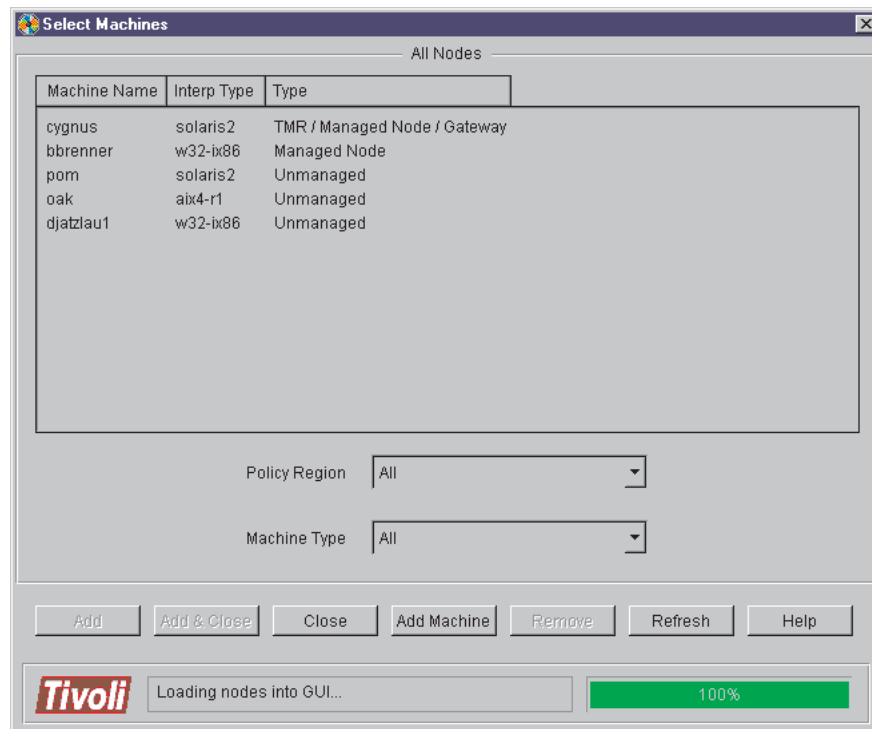 Select Machines
All Nodes
Machine Name Interp Type Type
cygnus solaris2 TMR / Managed Node / Gateway
bbrenner w32-ix86 Managed Node
pom solaris2 Unmanaged
oak aix4-r1 Unmanaged
djatzlau1 w32-ix86 Unmanaged
Policy Region All
Machine Type All
Add Add & Close Close Add Machine Remove Refresh Help
Tivoli Loading nodes into GUI... 100%